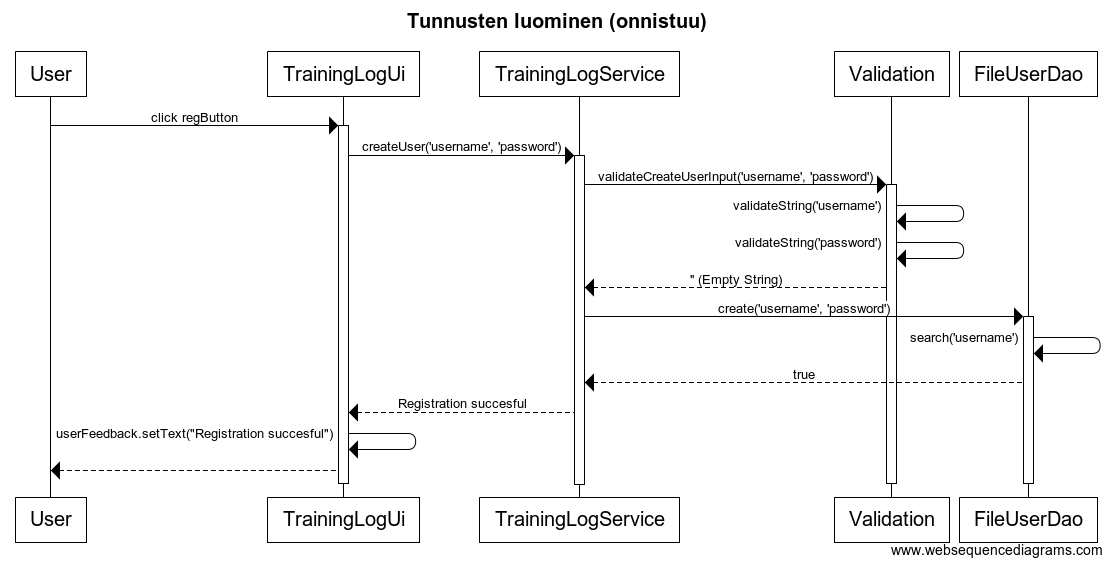 Tunnusten luominen (onnistuu)
User
TrainingLogUi
TrainingLogService
Validation
FileUserDao
click regButton
createUser('username', 'password')
validateCreateUserInput('username', 'password')
validateString('username')
validateString('password')
'' (Empty String)
create('username', 'password')
search('username')
true
Registration succesful
userFeedback.setText("Registration succesful")
User
TrainingLogUi
TrainingLogService
Validation
FileUserDao
www.websequencediagrams.com